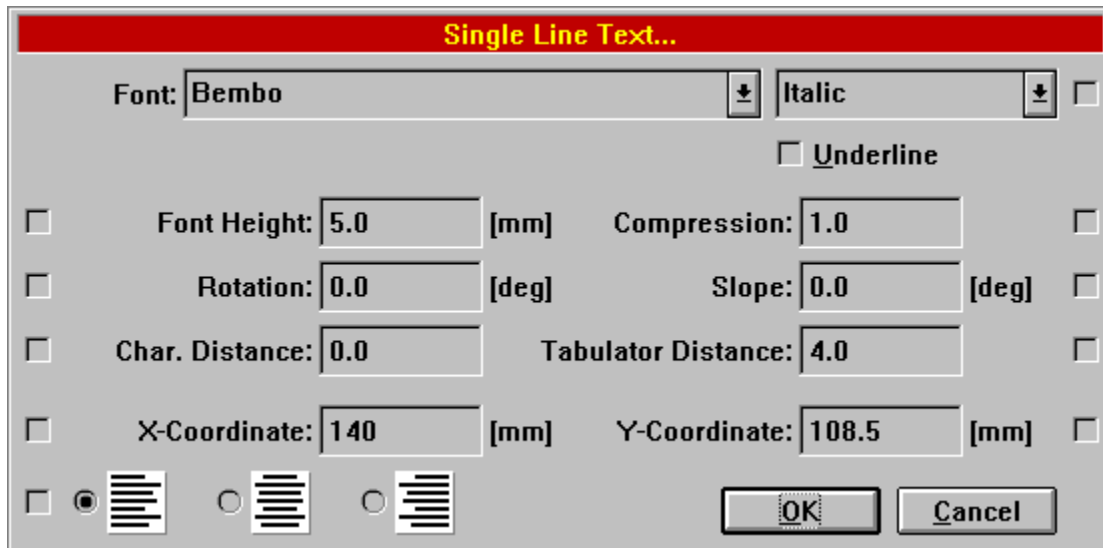 Single Line Text...
Font: Bembo Italic
Underline
Font Height: 5.0 [mm] Compression: 1.0
Rotation: 0.0 [deg] Slope: 0.0 [deg]
Char. Distance: 0.0 Tabulator Distance: 4.0
X-Coordinate: 140 [mm] Y-Coordinate: 108.5 [mm]
OK Cancel